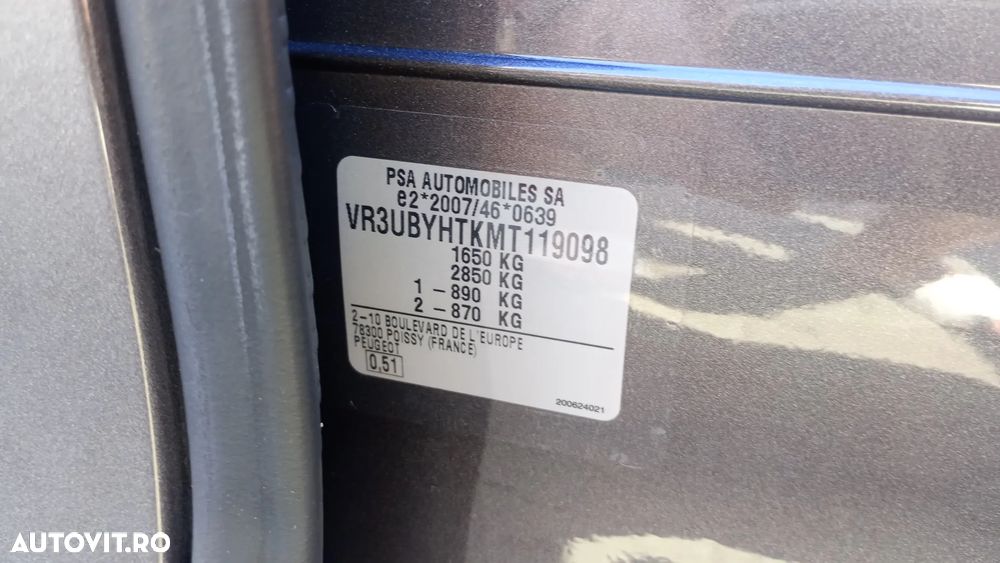 PSA AUTOMOBILES SA
e2*2007/46*0639
VR3UBYHTKMT119098
1650 KG
2850 KG
1 - 890 KG
2 - 870 KG
2-10 BOULEVARD DE L'EUROPE
78300 POISSY (FRANCE)
PEUGEOT
0,51
200624021
AUTOVIT.RO